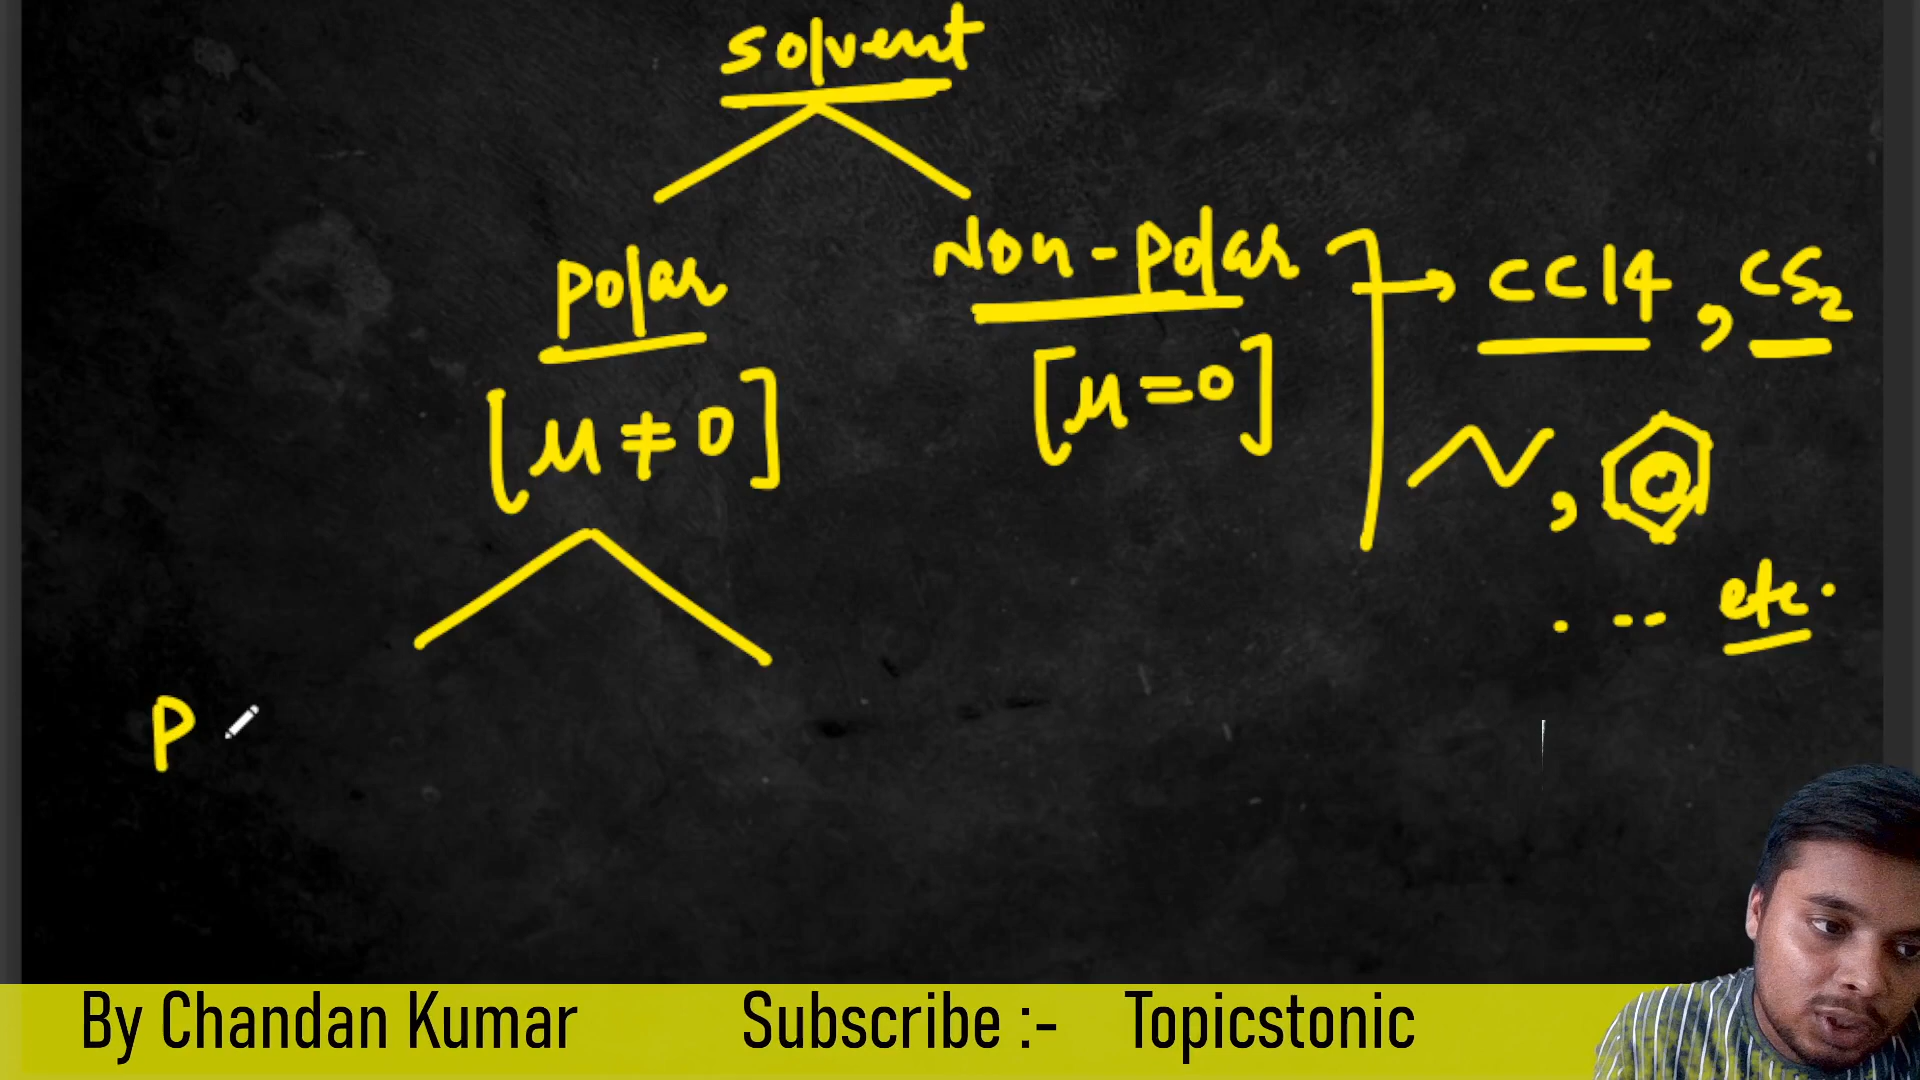 solvent
polar
[μ ≠ 0]
Non-polar
[μ = 0]
→ CCl4, CS2
,
... etc.
P
By Chandan Kumar Subscribe :- Topicstonic